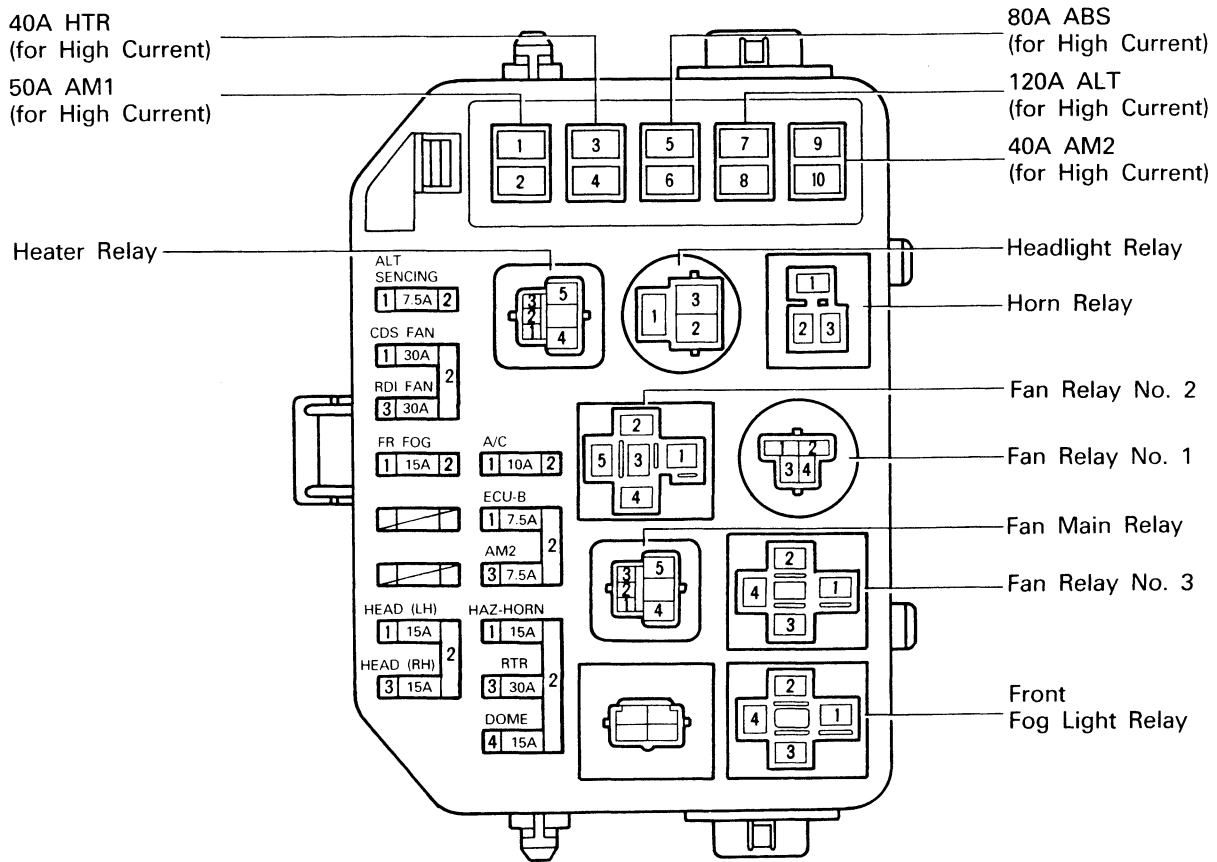 40A HTR
(for High Current)
50A AM1
(for High Current)
80A ABS
(for High Current)
120A ALT
(for High Current)
40A AM2
(for High Current)
1 3 5 7 9
2 4 6 8 10
Heater Relay
Headlight Relay
Horn Relay
ALT
SENCING
1 7.5A 2
3
2
1
5
4
1
3
2
1
2 3
CDS FAN
1 30A
2
RDI FAN
3 30A
Fan Relay No. 2
2
5 3 1
4
Fan Relay No. 1
1 2
3 4
FR FOG
1 15A 2
A/C
1 10A 2
ECU-B
1 7.5A
2
AM2
3 7.5A
Fan Main Relay
3
2
1
5
4
Fan Relay No. 3
2
4 1
3
HEAD (LH)
1 15A
2
HEAD (RH)
3 15A
HAZ-HORN
1 15A
RTR
3 30A 2
DOME
4 15A
Front
Fog Light Relay
2
4 1
3